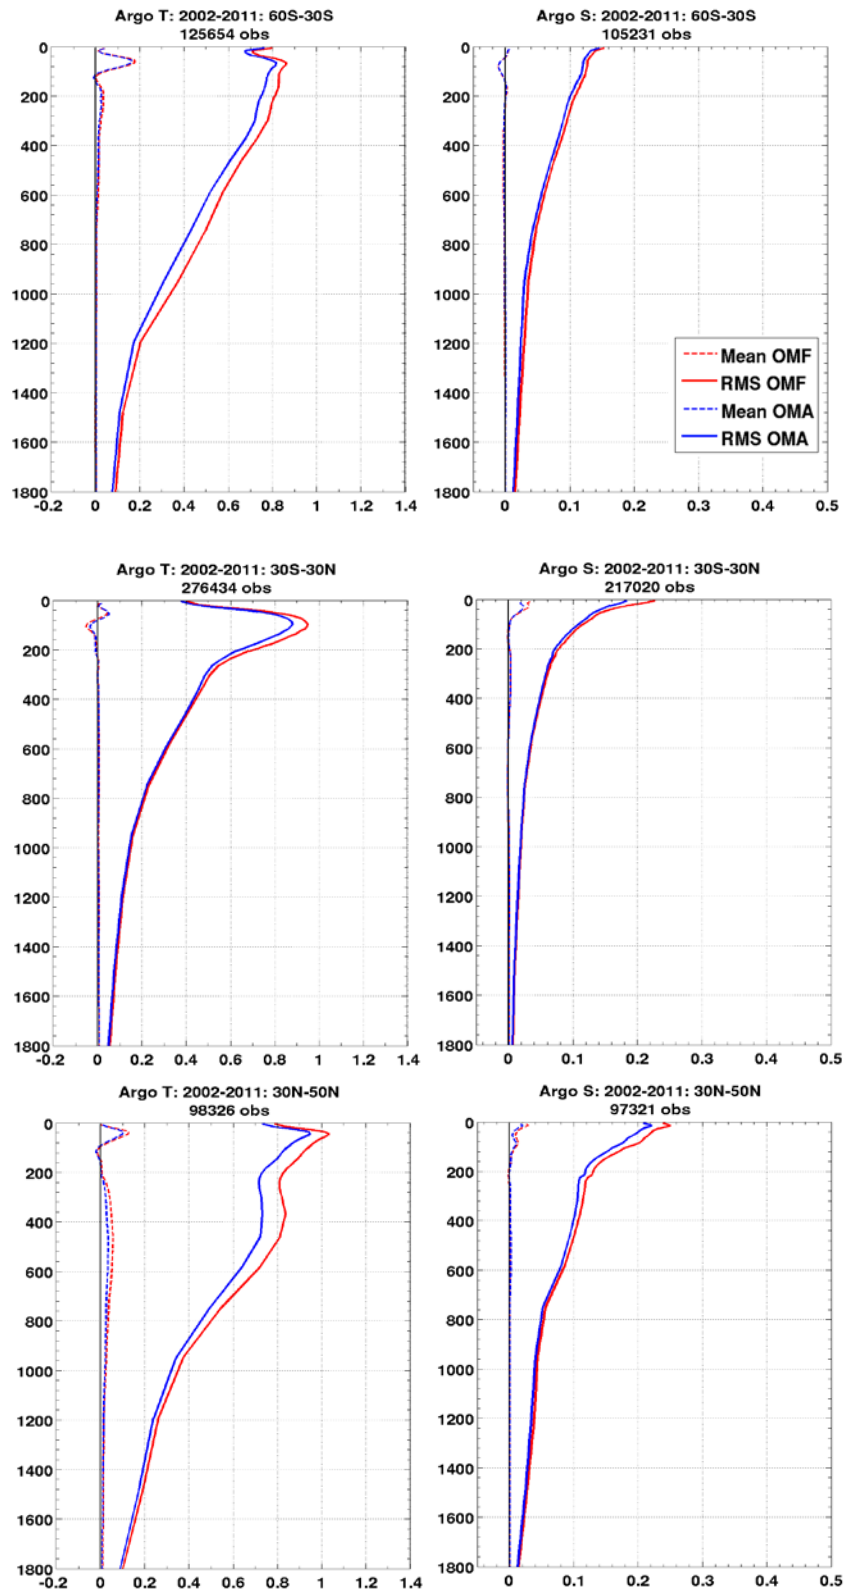 Argo T: 2002-2011: 60S-30S
125654 obs
0
200
400
600
800
1000
1200
1400
1600
1800
-0.2 0 0.2 0.4 0.6 0.8 1 1.2 1.4
Argo S: 2002-2011: 60S-30S
105231 obs
0
200
400
600
800
1000
1200
1400
1600
1800
0 0.1 0.2 0.3 0.4 0.5
Mean OMF
RMS OMF
Mean OMA
RMS OMA
Argo T: 2002-2011: 30S-30N
276434 obs
0
200
400
600
800
1000
1200
1400
1600
1800
-0.2 0 0.2 0.4 0.6 0.8 1 1.2 1.4
Argo S: 2002-2011: 30S-30N
217020 obs
0
200
400
600
800
1000
1200
1400
1600
1800
0 0.1 0.2 0.3 0.4 0.5
Argo T: 2002-2011: 30N-50N
98326 obs
0
200
400
600
800
1000
1200
1400
1600
1800
-0.2 0 0.2 0.4 0.6 0.8 1 1.2 1.4
Argo S: 2002-2011: 30N-50N
97321 obs
0
200
400
600
800
1000
1200
1400
1600
1800
0 0.1 0.2 0.3 0.4 0.5